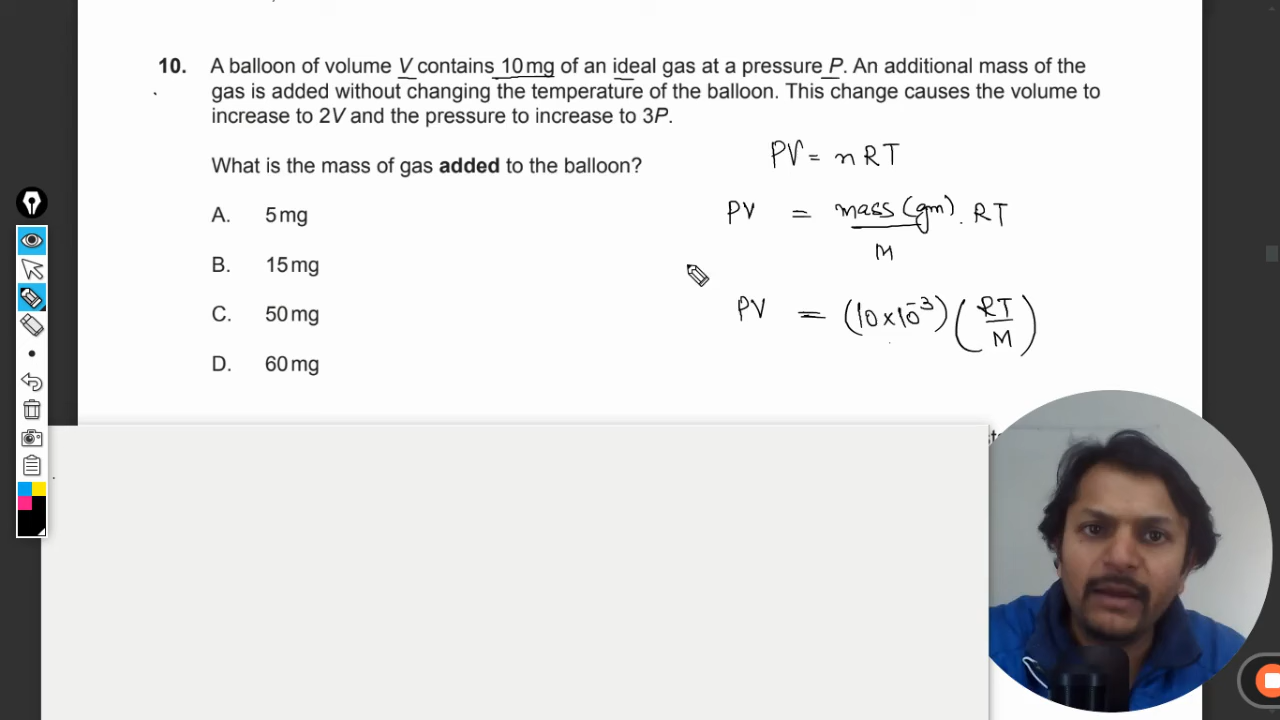 10. A balloon of volume V contains 10 mg of an ideal gas at a pressure P. An additional mass of the
gas is added without changing the temperature of the balloon. This change causes the volume to
increase to 2V and the pressure to increase to 3P.
What is the mass of gas added to the balloon?
A. 5 mg
B. 15 mg
C. 50 mg
D. 60 mg
PV = nRT
PV = mass (gm) . RT
M
PV = (10×10⁻³) (RT
M)